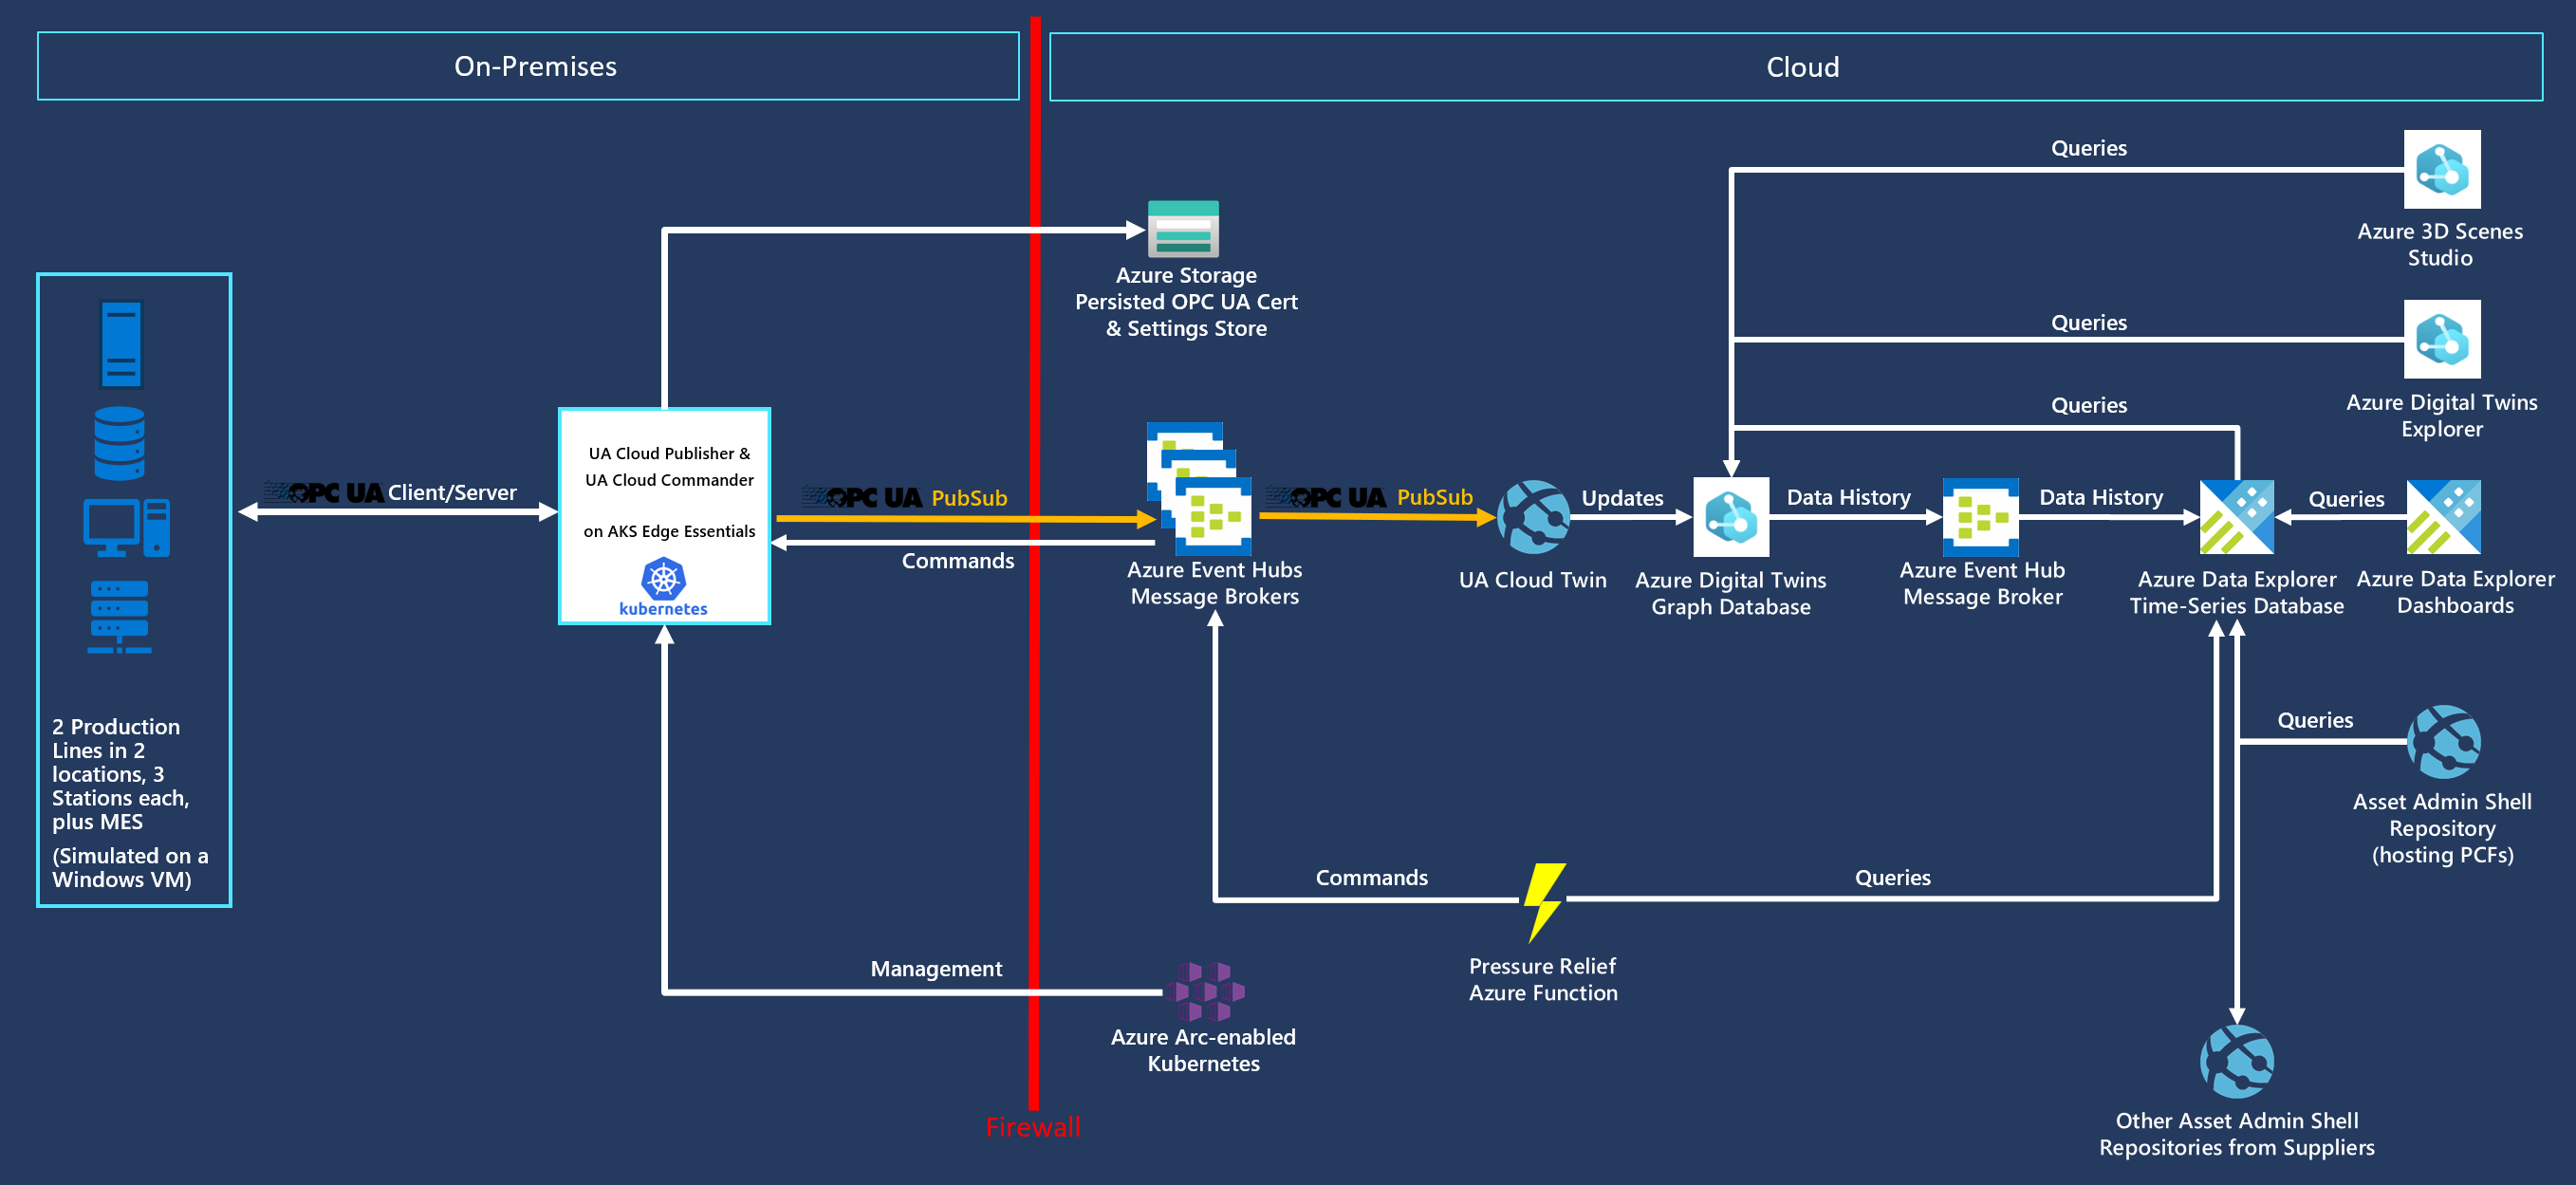 On-Premises
Cloud
Queries
Azure 3D Scenes
Studio
Azure Storage
Persisted OPC UA Cert
& Settings Store
Queries
Azure Digital Twins
Explorer
Queries
2 Production
Lines in 2
locations, 3
Stations each,
plus MES
(Simulated on a
Windows VM)
OPC UA Client/Server
UA Cloud Publisher &
UA Cloud Commander
on AKS Edge Essentials
kubernetes
OPC UA PubSub
Commands
Azure Event Hubs
Message Brokers
OPC UA PubSub
UA Cloud Twin
Updates
Azure Digital Twins
Graph Database
Data History
Azure Event Hub
Message Broker
Data History
Azure Data Explorer
Time-Series Database
Queries
Azure Data Explorer
Dashboards
Queries
Asset Admin Shell
Repository
(hosting PCFs)
Commands
Queries
Pressure Relief
Azure Function
Management
Azure Arc-enabled
Kubernetes
Firewall
Other Asset Admin Shell
Repositories from Suppliers